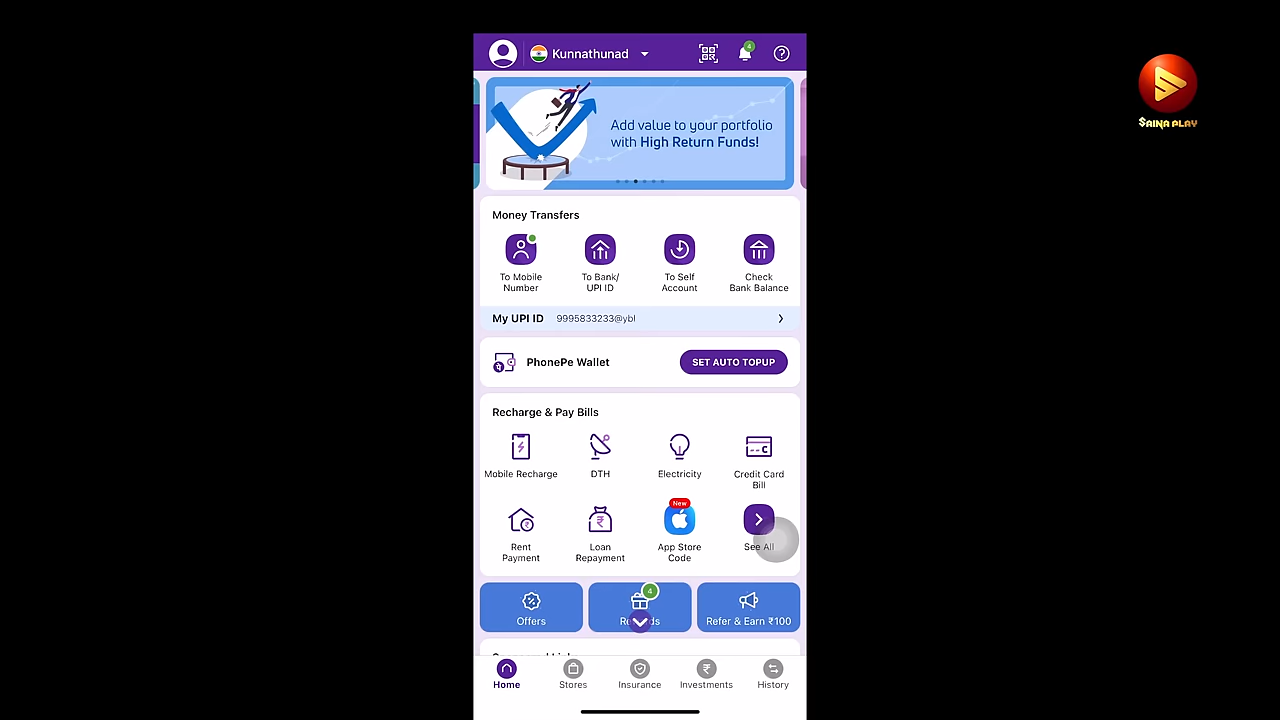 Kunnathunad
4
SAINA PLAY
Add value to your portfolio
with High Return Funds!
Money Transfers
To Mobile
Number
To Bank/
UPI ID
To Self
Account
Check
Bank Balance
My UPI ID 9995833233@ybl
PhonePe Wallet
SET AUTO TOPUP
Recharge & Pay Bills
Mobile Recharge
DTH
Electricity
Credit Card
Bill
Rent
Payment
Loan
Repayment
New
App Store
Code
See All
Offers
4
Refer & Earn ₹100
Home
Stores
Insurance
Investments
History